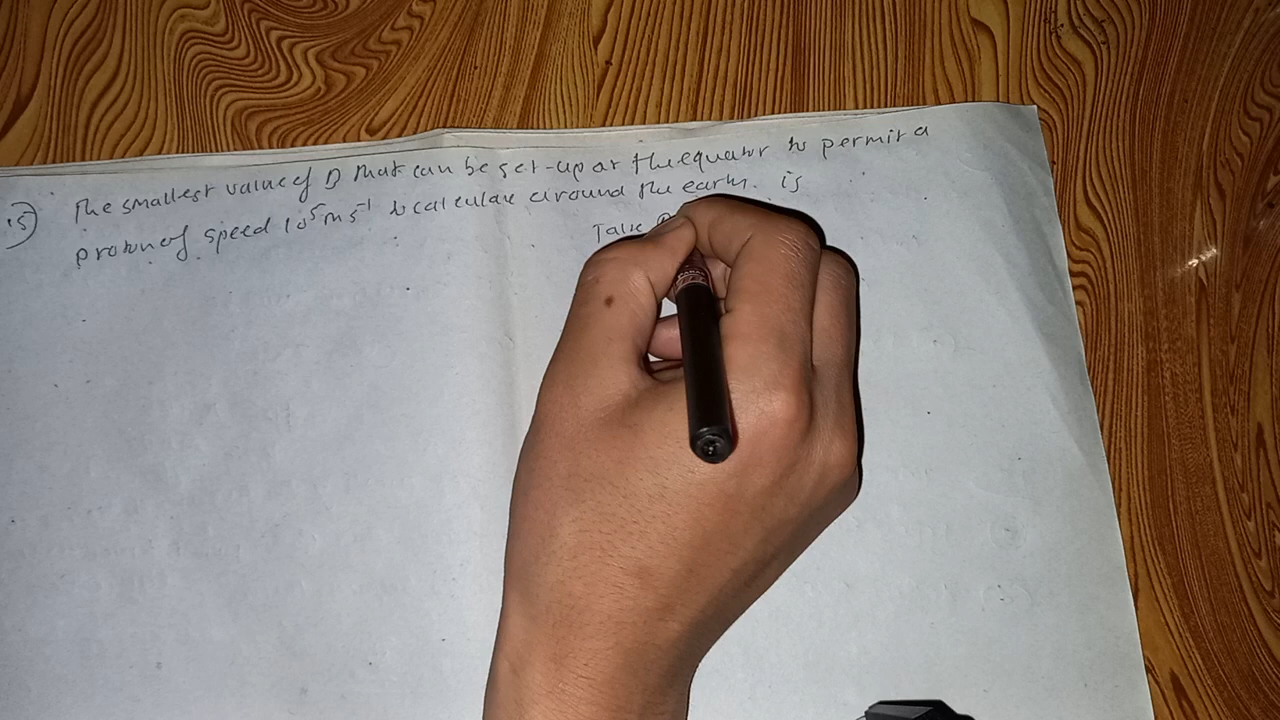 15) The smallest value of B that can be set-up at the equator to permit a
proton of speed 10⁵ms⁻¹ to calculate around the earth. is
Take